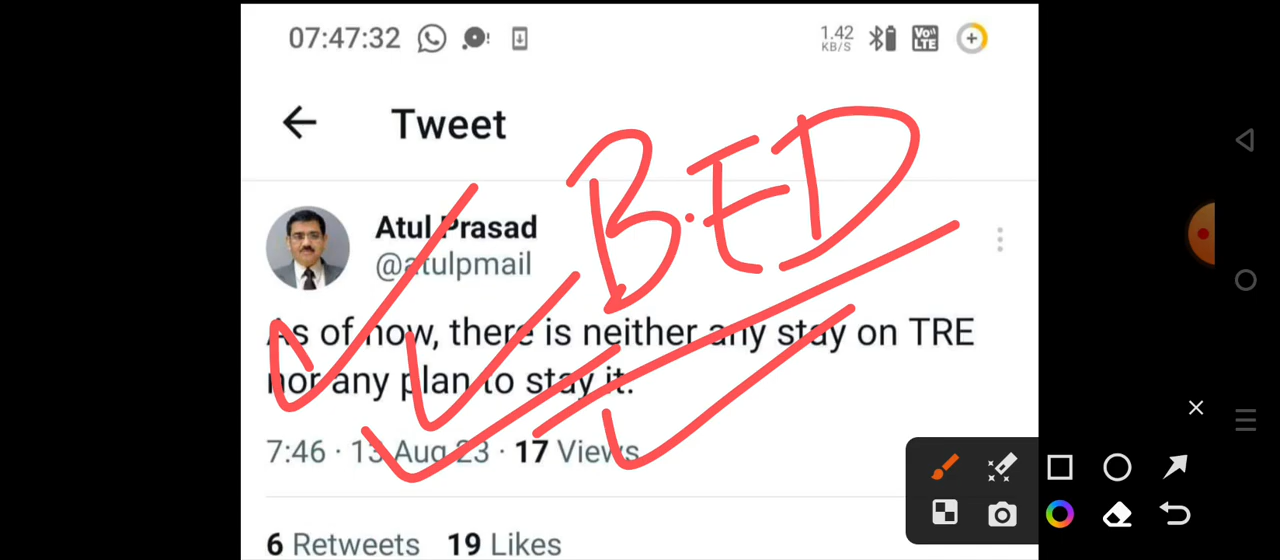 07:47:32 1.42 KB/S Vo LTE
Tweet
B.ED
Atul Prasad
@atulpmail
As of now, there is neither any stay on TRE
nor any plan to stay it.
7:46 · 13 Aug 23 · 17 Views
6 Retweets 19 Likes